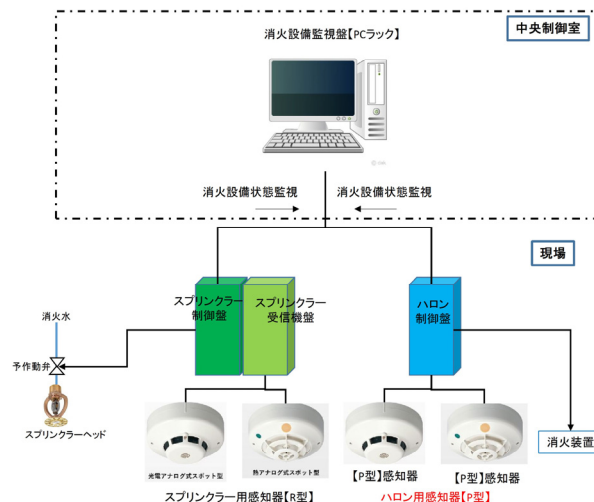 中央制御室
消火設備監視盤【PCラック】
消火設備状態監視
消火設備状態監視
現場
スプリンクラー
制御盤
スプリンクラー
受信機盤
ハロン
制御盤
消火水
予作動弁
スプリンクラーヘッド
消火装置
光電アナログ式スポット型
熱アナログ式スポット型
【P型】感知器
【P型】感知器
スプリンクラー用感知器【R型】
ハロン用感知器【P型】